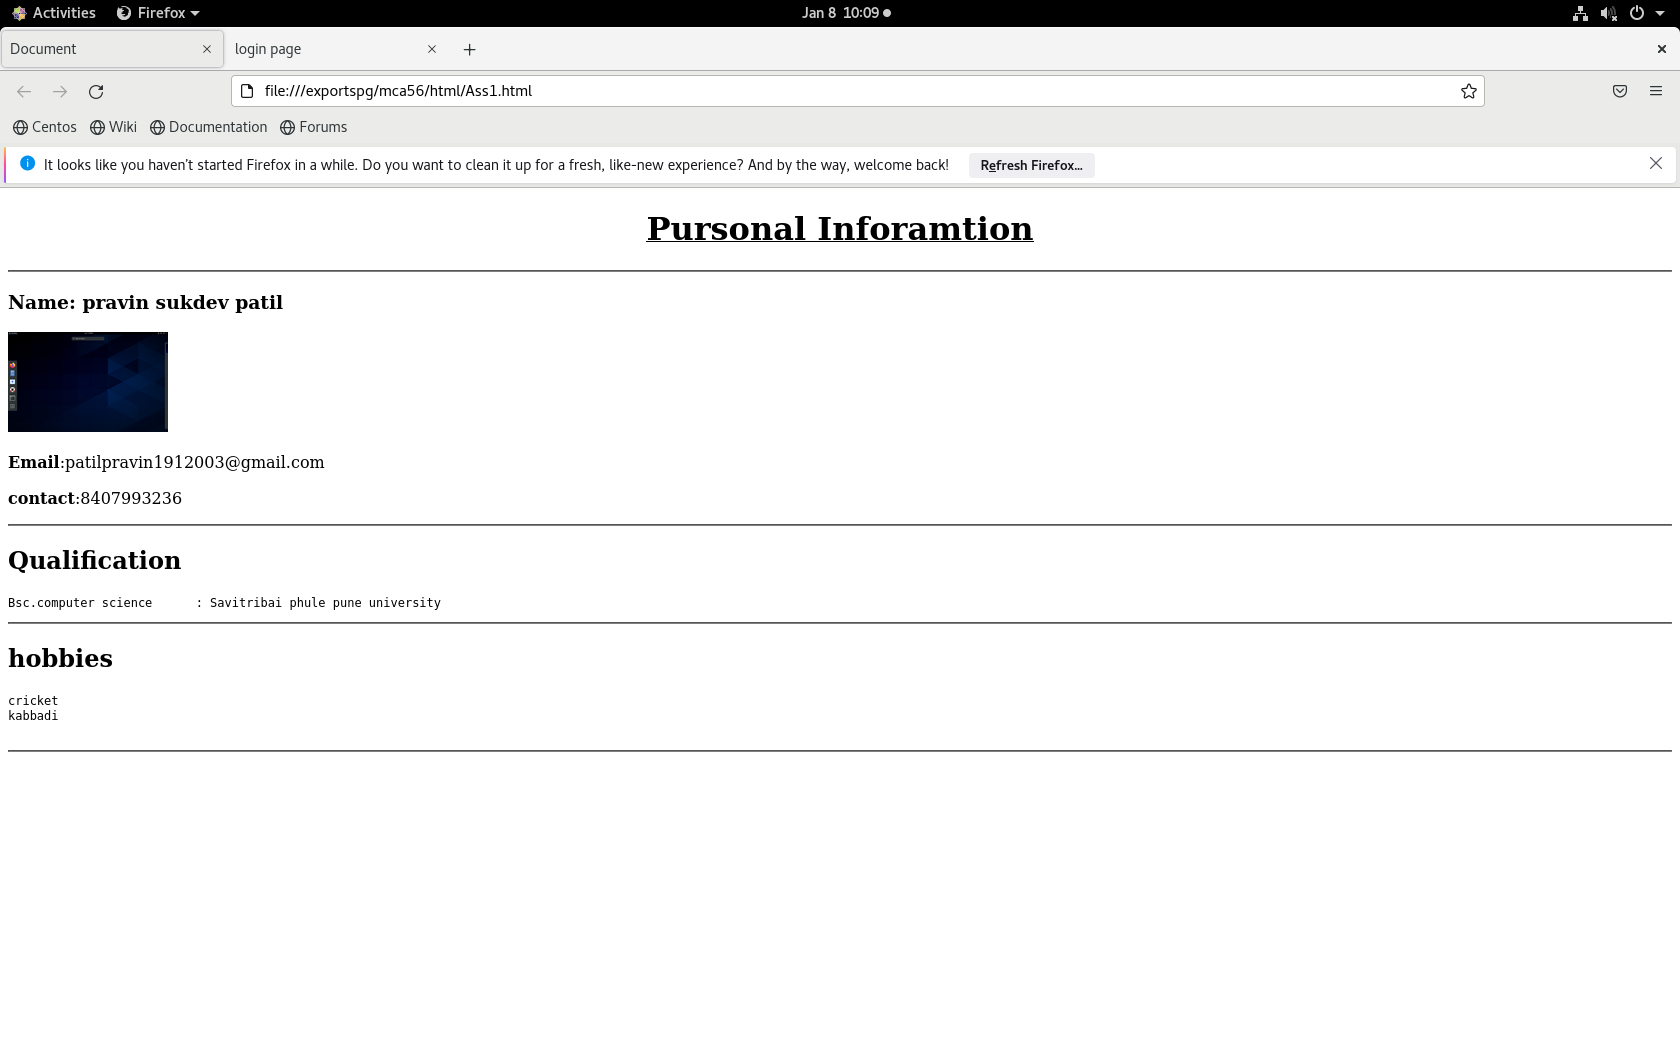 Activities Firefox Jan 8 10:09
Document login page
file:///exportspg/mca56/html/Ass1.html
Centos Wiki Documentation Forums
It looks like you haven't started Firefox in a while. Do you want to clean it up for a fresh, like-new experience? And by the way, welcome back! Refresh Firefox...
Pursonal Inforamtion
Name: pravin sukdev patil
Email:patilpravin1912003@gmail.com
contact:8407993236
Qualification
Bsc.computer science : Savitribai phule pune university
hobbies
cricket
kabbadi